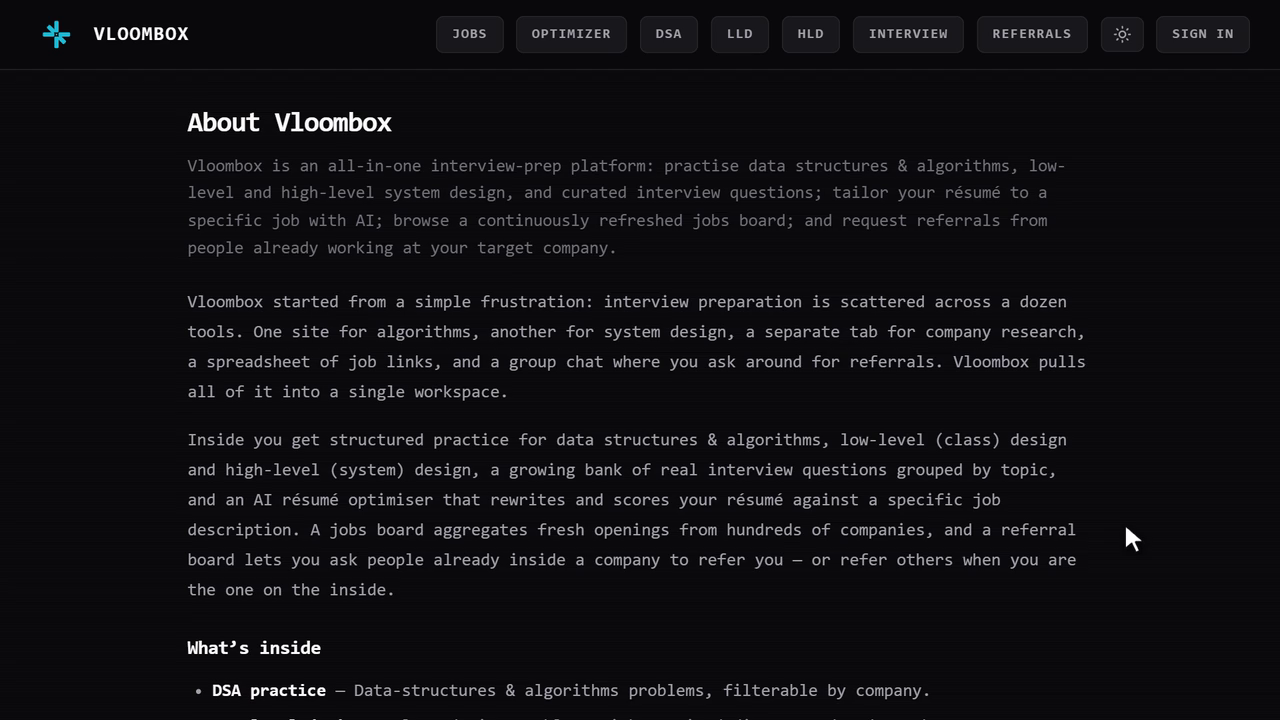 VLOOMBOX
JOBS
OPTIMIZER
DSA
LLD
HLD
INTERVIEW
REFERRALS
SIGN IN
About Vloombox
Vloombox is an all-in-one interview-prep platform: practise data structures & algorithms, low-
level and high-level system design, and curated interview questions; tailor your résumé to a
specific job with AI; browse a continuously refreshed jobs board; and request referrals from
people already working at your target company.
Vloombox started from a simple frustration: interview preparation is scattered across a dozen
tools. One site for algorithms, another for system design, a separate tab for company research,
a spreadsheet of job links, and a group chat where you ask around for referrals. Vloombox pulls
all of it into a single workspace.
Inside you get structured practice for data structures & algorithms, low-level (class) design
and high-level (system) design, a growing bank of real interview questions grouped by topic,
and an AI résumé optimiser that rewrites and scores your résumé against a specific job
description. A jobs board aggregates fresh openings from hundreds of companies, and a referral
board lets you ask people already inside a company to refer you — or refer others when you are
the one on the inside.
What’s inside
• DSA practice — Data-structures & algorithms problems, filterable by company.